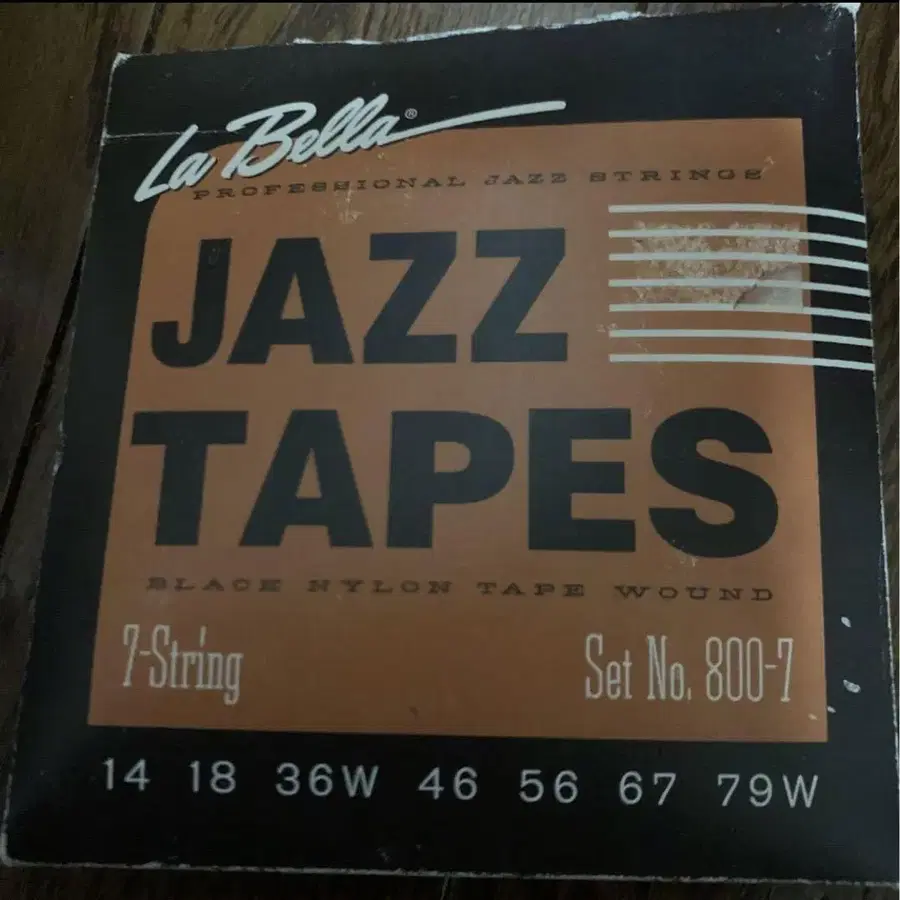 La Bella®
PROFESSIONAL JAZZ STRINGS
JAZZ
TAPES
BLACK NYLON TAPE WOUND
7-String
Set No. 800-7
14 18 36W 46 56 67 79W